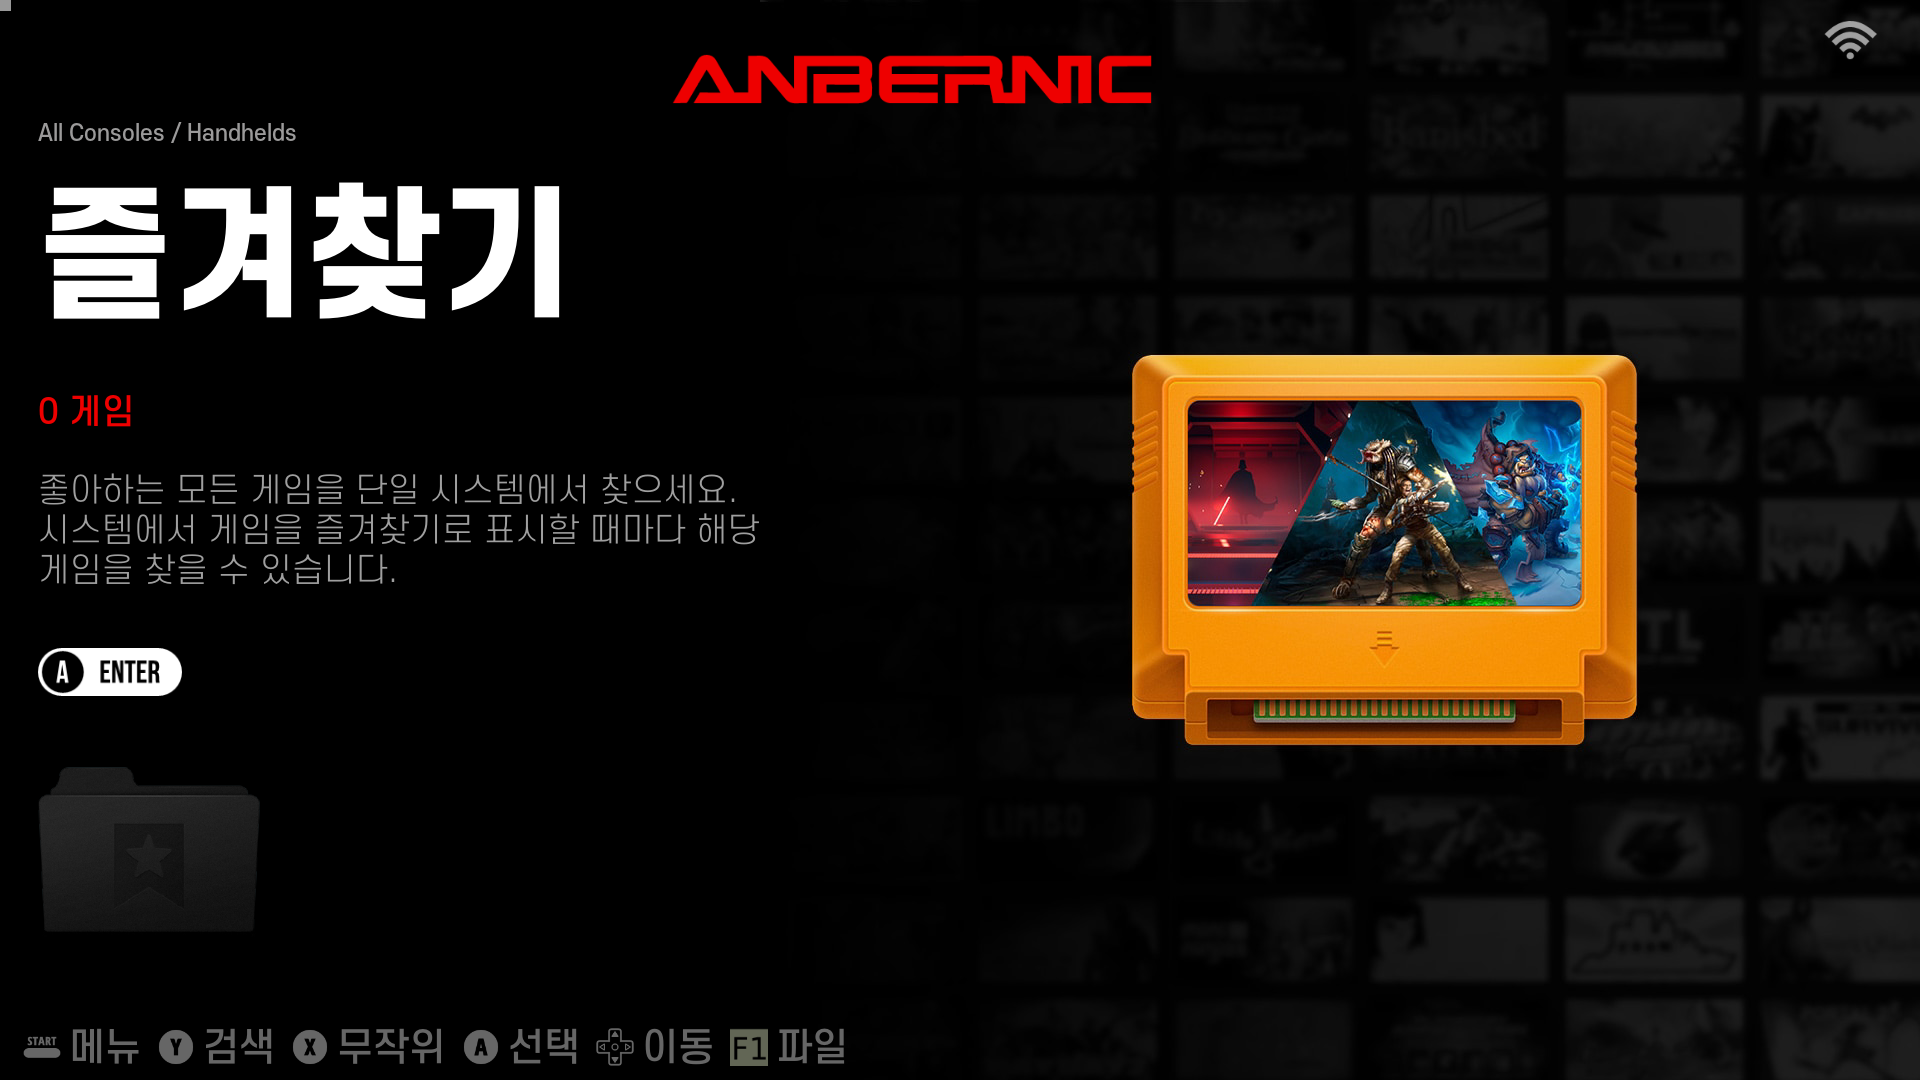 ANBERNIC
All Consoles / Handhelds
즐겨찾기
0 게임
좋아하는 모든 게임을 단일 시스템에서 찾으세요.
시스템에서 게임을 즐겨찾기로 표시할 때마다 해당
게임을 찾을 수 있습니다.
A ENTER
LIMBO
START 메뉴 Y 검색 X 무작위 A 선택 이동 F1 파일